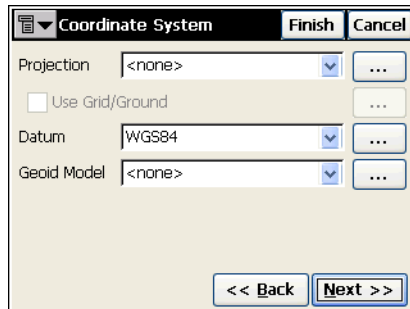 Coordinate System Finish Cancel
Projection <none> ...
Use Grid/Ground ...
Datum WGS84 ...
Geoid Model <none> ...
<< Back Next >>